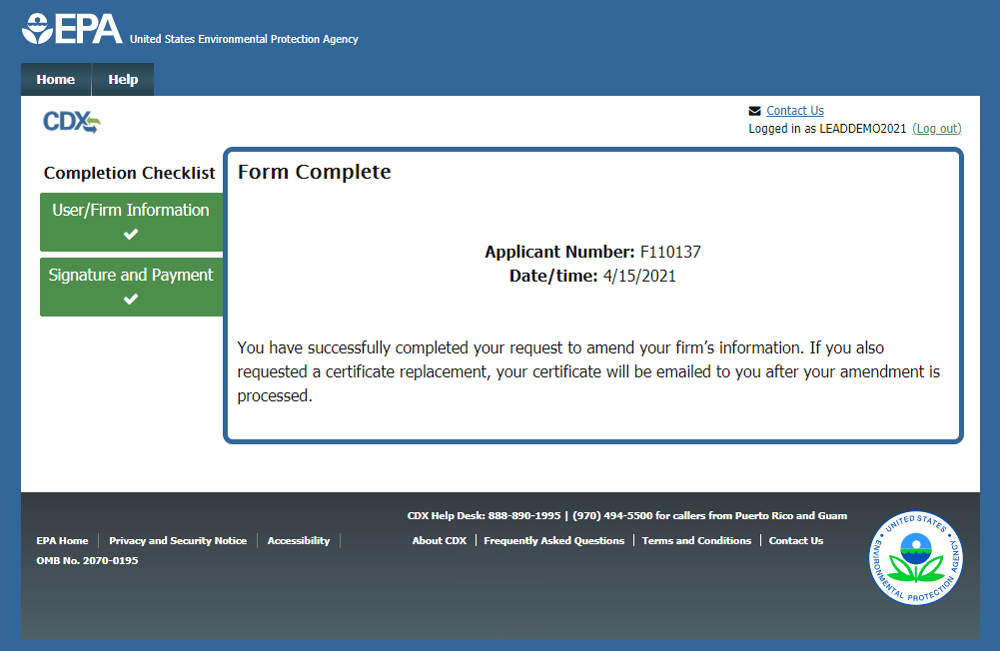 EPA United States Environmental Protection Agency
Home Help
CDX
Contact Us
Logged in as LEADDEMO2021 (Log out)
Completion Checklist
User/Firm Information
Signature and Payment
Form Complete
Applicant Number: F110137
Date/time: 4/15/2021
You have successfully completed your request to amend your firm’s information. If you also
requested a certificate replacement, your certificate will be emailed to you after your amendment is
processed.
CDX Help Desk: 888-890-1995 | (970) 494-5500 for callers from Puerto Rico and Guam
EPA Home | Privacy and Security Notice | Accessibility |
About CDX | Frequently Asked Questions | Terms and Conditions | Contact Us
OMB No. 2070-0195
UNITED STATES
ENVIRONMENTAL PROTECTION AGENCY